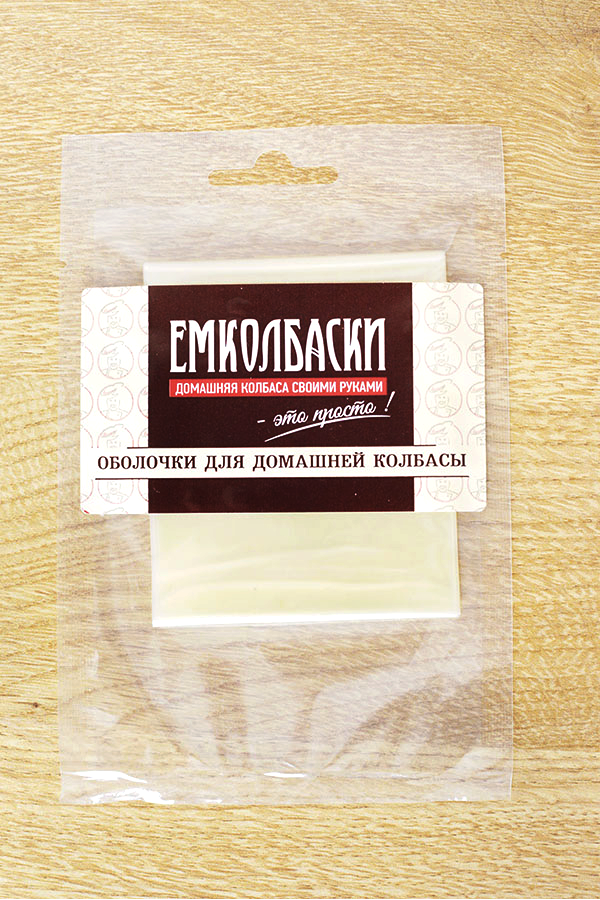 ЕМКОЛБАСКИ
ДОМАШНЯЯ КОЛБАСА СВОИМИ РУКАМИ
- это просто!
ОБОЛОЧКИ ДЛЯ ДОМАШНЕЙ КОЛБАСЫ